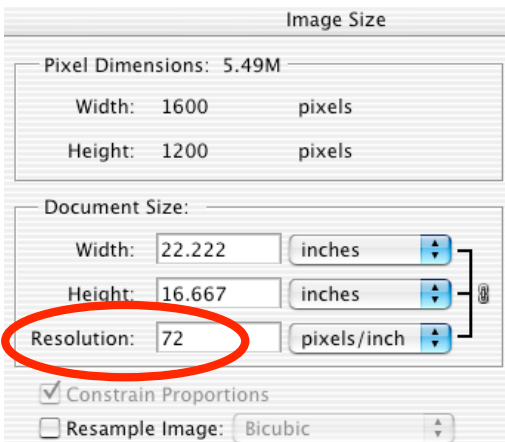 Image Size
Pixel Dimensions: 5.49M
Width: 1600 pixels
Height: 1200 pixels
Document Size:
Width: 22.222 inches
Height: 16.667 inches
Resolution: 72 pixels/inch
Constrain Proportions
Resample Image: Bicubic